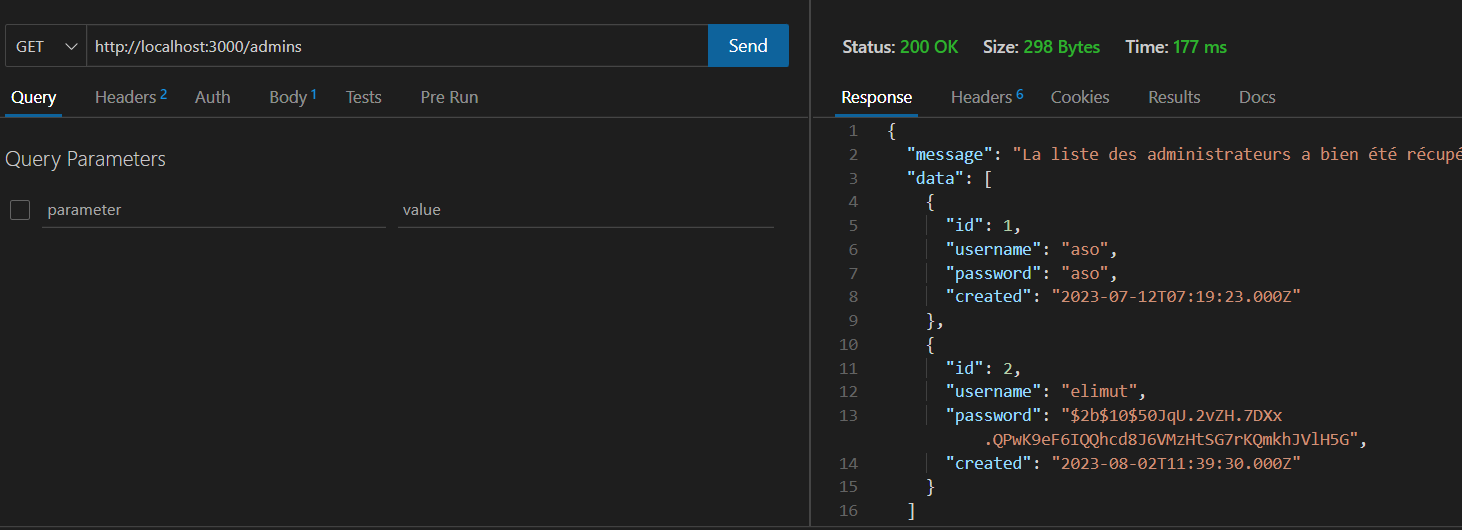 GET http://localhost:3000/admins Send
Query Headers 2 Auth Body 1 Tests Pre Run
Query Parameters
parameter value
Status: 200 OK Size: 298 Bytes Time: 177 ms
Response Headers 6 Cookies Results Docs
1 {
2 "message": "La liste des administrateurs a bien été récupé
3 "data": [
4 {
5 "id": 1,
6 "username": "aso",
7 "password": "aso",
8 "created": "2023-07-12T07:19:23.000Z"
9 },
10 {
11 "id": 2,
12 "username": "elimut",
13 "password": "$2b$10$50JqU.2vZH.7DXx
.QPwK9eF6IQQhcd8J6VMzHtSG7rKQmkhJVlH5G",
14 "created": "2023-08-02T11:39:30.000Z"
15 }
16 ]